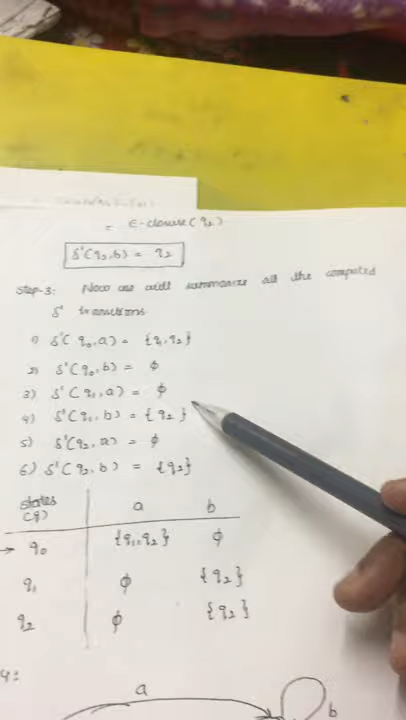 = ∈-closure(q₂)
δ'(q₂,b) = q₂
Step-3: Now we will summarize all the computed
δ' transitions.
1) δ'(q₀,a) = {q₁,q₂}
2) δ'(q₀,b) = ϕ
3) δ'(q₁,a) = ϕ
4) δ'(q₁,b) = {q₂}
5) δ'(q₂,a) = ϕ
6) δ'(q₂,b) = {q₂}
states (q) a b
→ q₀ {q₁,q₂} ϕ
q₁ ϕ {q₂}
q₂ ϕ {q₂}
4:
a
b